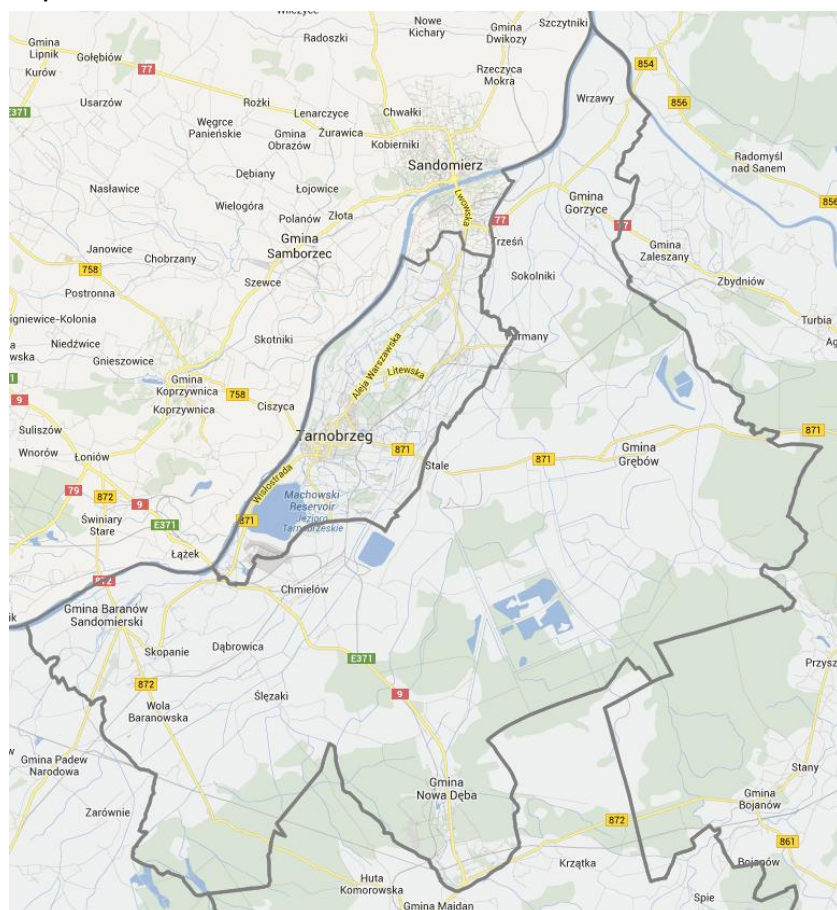 Wilczyce
Nowe
Kichary
Gmina
Dwikozy
Szczytniki
Radoszki
Gmina
Lipnik
Gołębiów
Kurów
77
Rzeczyca
Mokra
854
E371
Usarzów
Rożki
Lenarczyce
Chwałki
Wrzawy
856
Węgrce
Panieńskie
Gmina
Obrazów
Żurawica
Kobierniki
Sandomierz
Radomyśl
nad Sanem
Dębiany
Nasławice
Łojowice
Lwowska
Gmina
Gorzyce
856
Wielogóra
Polanów
Złota
77
77
Gmina
Samborzec
Trześń
Gmina
Zaleszany
Janowice
Chobrzany
758
Szewce
Sokolniki
Zbydniów
Postronna
Turbia
Skotniki
Furmany
Niedźwice
Gnieszowice
Aleja Warszawska
Litewska
Gmina
Koprzywnica
Koprzywnica
758
9
Ciszyca
Suliszów
Tarnobrzeg
871
Wnorów
Łoniów
871
Stale
871
Gmina
Grębów
79
872
9
Wisłostrada
Machowski
Reservoir
Jezioro
Tarnobrzeskie
Świniary
Stare
E371
871
Łążek
872
Chmielów
Gmina Baranów
Sandomierski
Skopanie
Dąbrowica
E371
Przysz
872
Ślęzaki
9
Wola
Baranowska
Gmina Padew
Narodowa
Gmina
Nowa Dęba
Stany
Gmina
Bojanów
Zarównie
872
861
Krzątka
Bojanów
Huta
Komorowska
Gmina Majdan
Spie